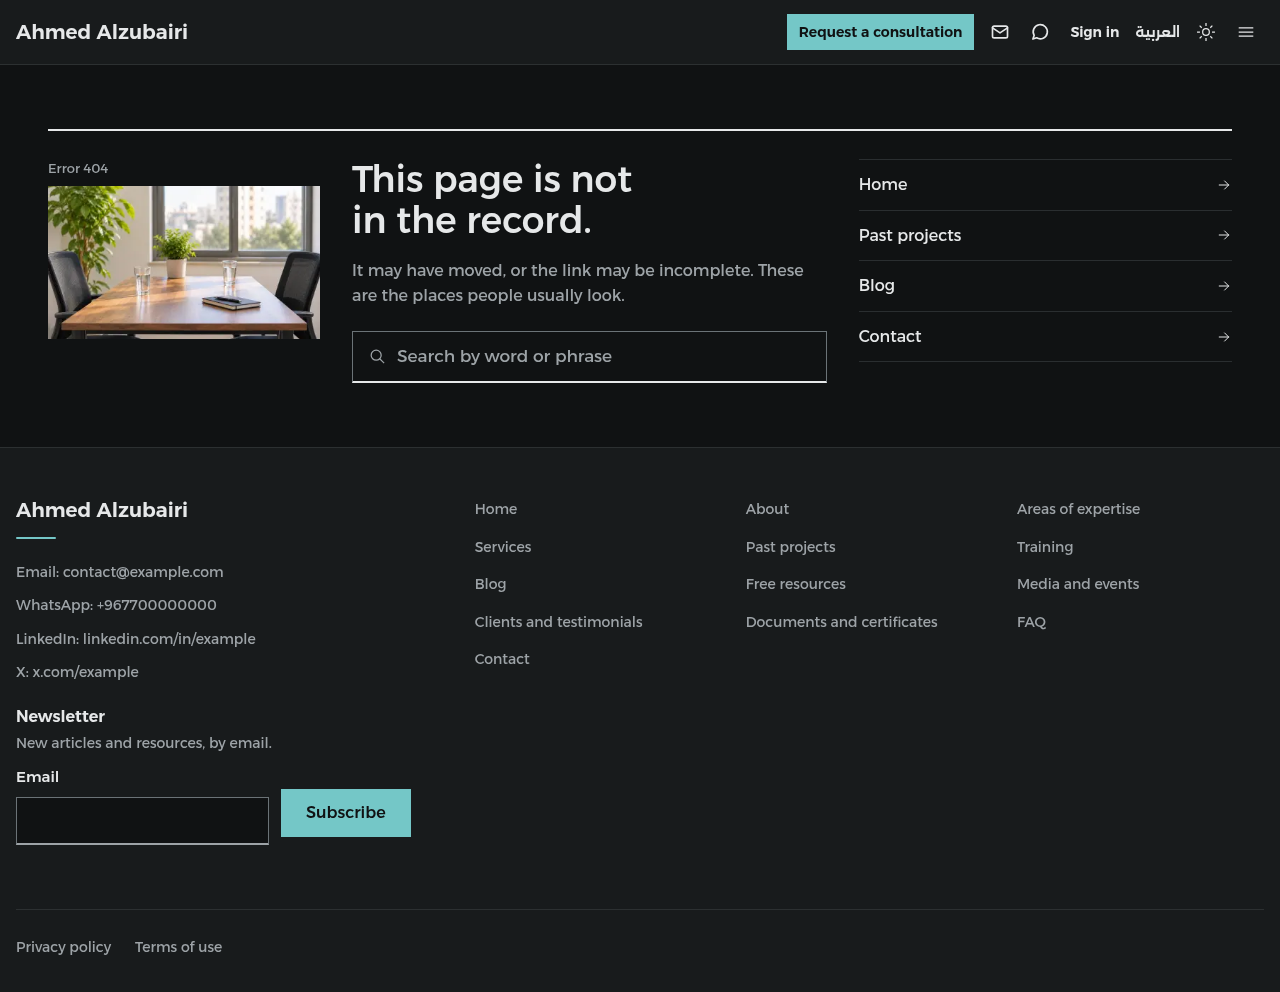 Ahmed Alzubairi
Request a consultation
Sign in
العربية
Error 404
This page is not
in the record.
It may have moved, or the link may be incomplete. These
are the places people usually look.
Search by word or phrase
Home
Past projects
Blog
Contact
Ahmed Alzubairi
Email: contact@example.com
WhatsApp: +967700000000
LinkedIn: linkedin.com/in/example
X: x.com/example
Newsletter
New articles and resources, by email.
Email
Subscribe
Home
Services
Blog
Clients and testimonials
Contact
About
Past projects
Free resources
Documents and certificates
Areas of expertise
Training
Media and events
FAQ
Privacy policy
Terms of use